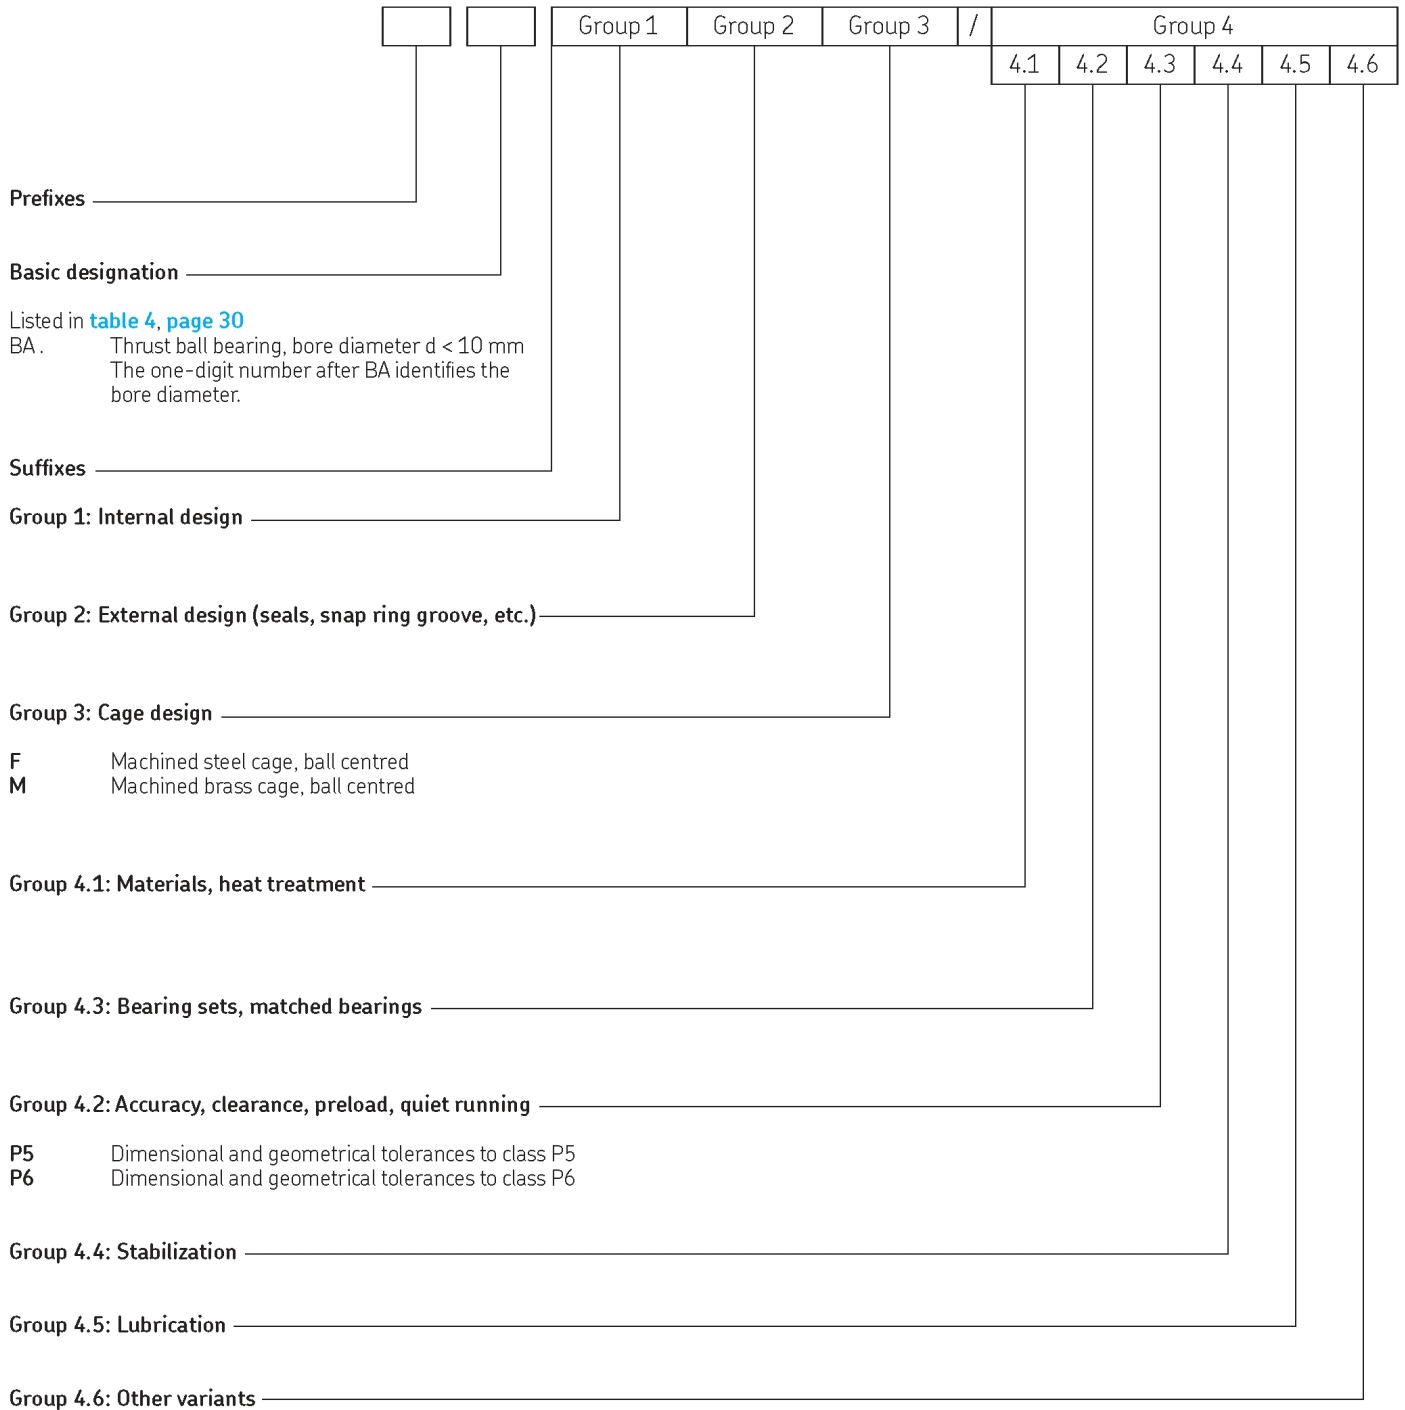 Group 1 Group 2 Group 3 / Group 4
4.1 4.2 4.3 4.4 4.5 4.6
Prefixes
Basic designation
Listed in table 4, page 30
BA . Thrust ball bearing, bore diameter d < 10 mm
The one-digit number after BA identifies the
bore diameter.
Suffixes
Group 1: Internal design
Group 2: External design (seals, snap ring groove, etc.)
Group 3: Cage design
F Machined steel cage, ball centred
M Machined brass cage, ball centred
Group 4.1: Materials, heat treatment
Group 4.3: Bearing sets, matched bearings
Group 4.2: Accuracy, clearance, preload, quiet running
P5 Dimensional and geometrical tolerances to class P5
P6 Dimensional and geometrical tolerances to class P6
Group 4.4: Stabilization
Group 4.5: Lubrication
Group 4.6: Other variants